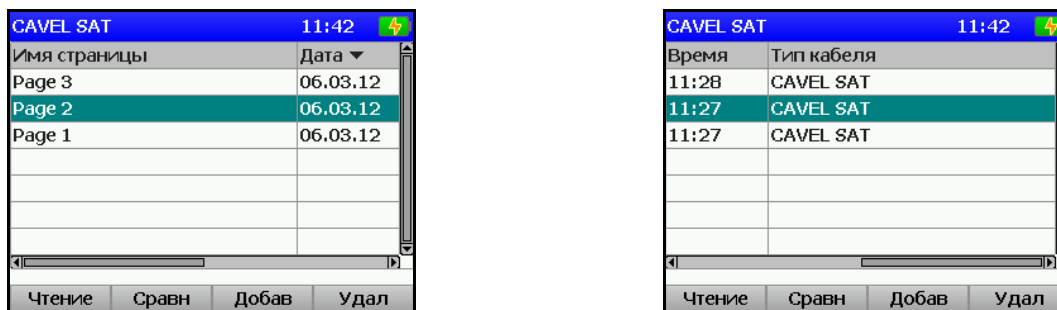 CAVEL SAT 11:42
Имя страницы Дата
Page 3 06.03.12
Page 2 06.03.12
Page 1 06.03.12
Чтение Сравн Добав Удал
CAVEL SAT 11:42
Время Тип кабеля
11:28 CAVEL SAT
11:27 CAVEL SAT
11:27 CAVEL SAT
Чтение Сравн Добав Удал